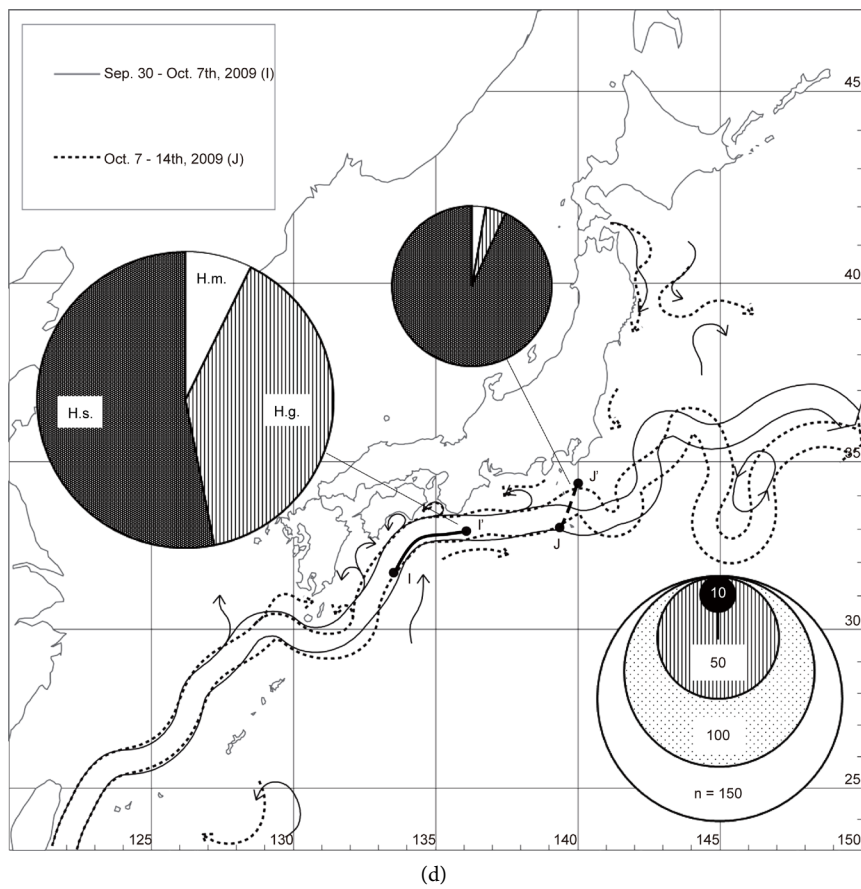 Sep. 30 - Oct. 7th, 2009 (I)
Oct. 7 - 14th, 2009 (J)
45
40
35
30
25
H.m.
H.s.
H.g.
J'
I'
J
I
10
50
100
n = 150
125
130
135
140
145
150
(d)